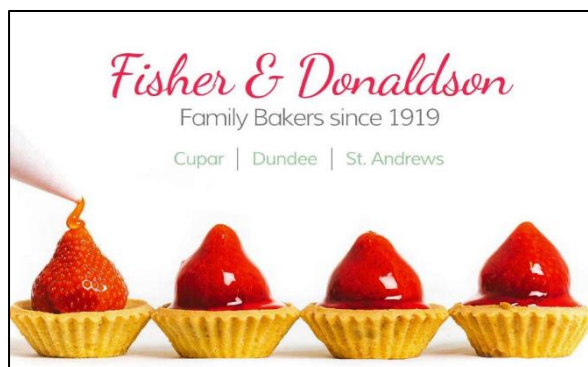 Fisher & Donaldson
Family Bakers since 1919
Cupar | Dundee | St. Andrews